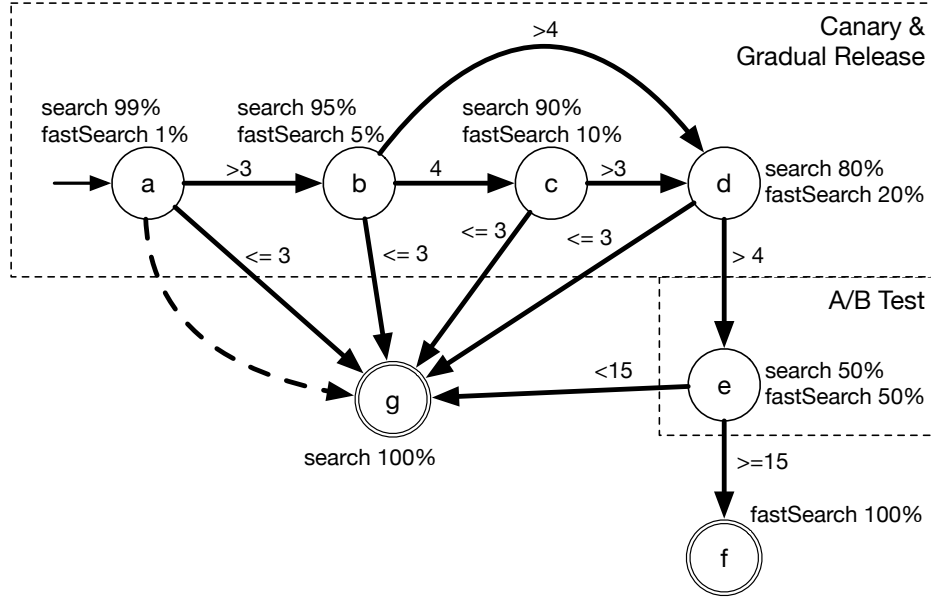 >4
Canary &
Gradual Release
search 99%
fastSearch 1%
search 95%
fastSearch 5%
search 90%
fastSearch 10%
a
>3
b
4
c
>3
d
search 80%
fastSearch 20%
<= 3
<= 3
<= 3
<= 3
> 4
A/B Test
<15
e
search 50%
fastSearch 50%
g
search 100%
>=15
fastSearch 100%
f